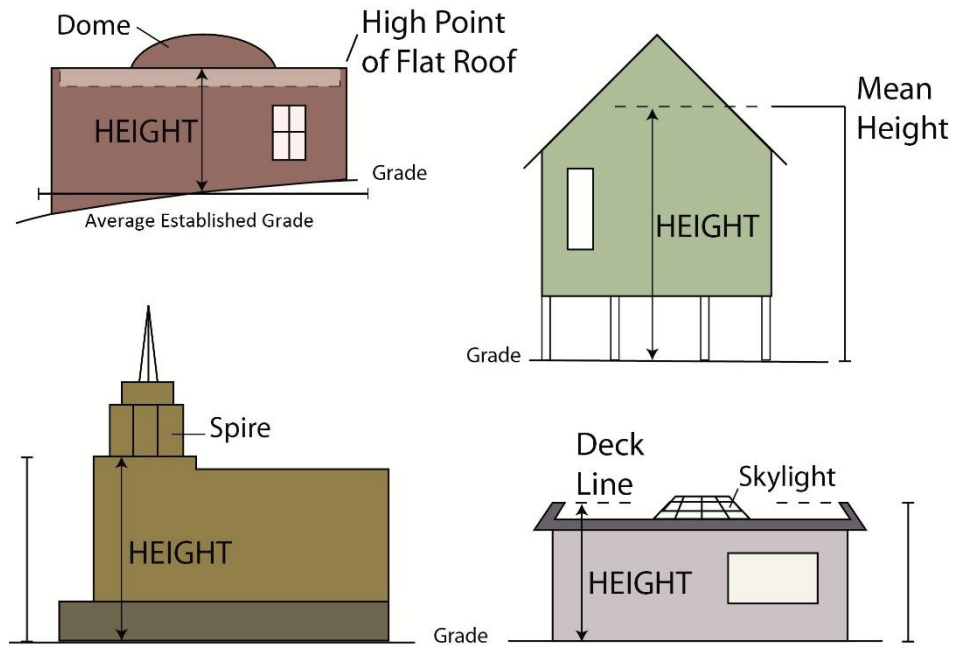 Dome
High Point
of Flat Roof
HEIGHT
Grade
Average Established Grade
Mean
Height
HEIGHT
Grade
Spire
HEIGHT
Grade
Deck
Line
Skylight
HEIGHT